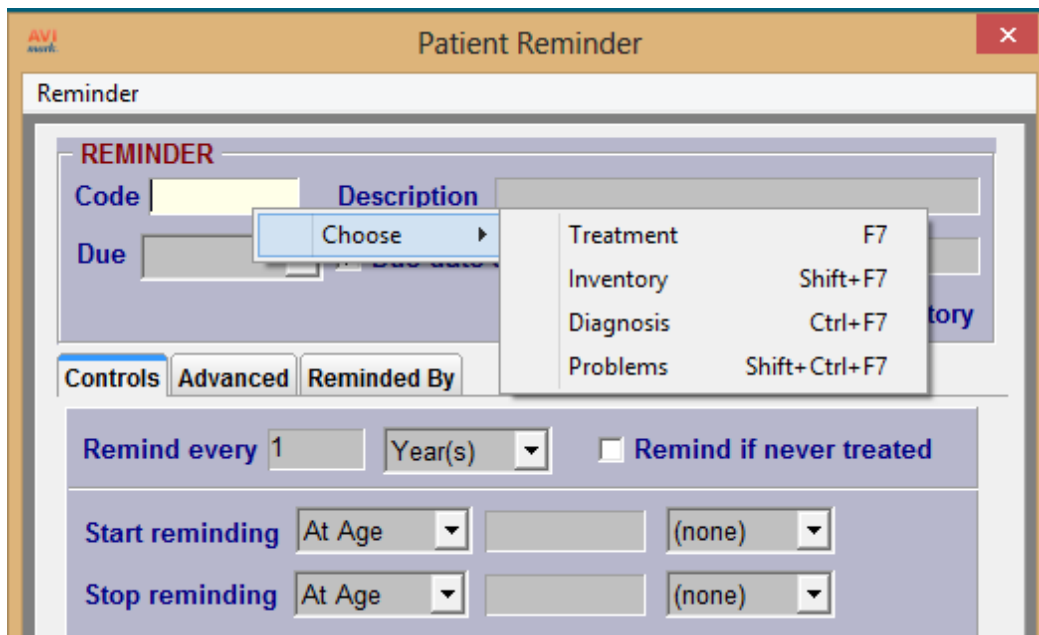 AVI
mark
Patient Reminder
Reminder
REMINDER
Code Description
Choose Treatment F7
Due
Inventory Shift+F7
Diagnosis Ctrl+F7
tory
Problems Shift+Ctrl+F7
Controls Advanced Reminded By
Remind every 1 Year(s) Remind if never treated
Start reminding At Age (none)
Stop reminding At Age (none)